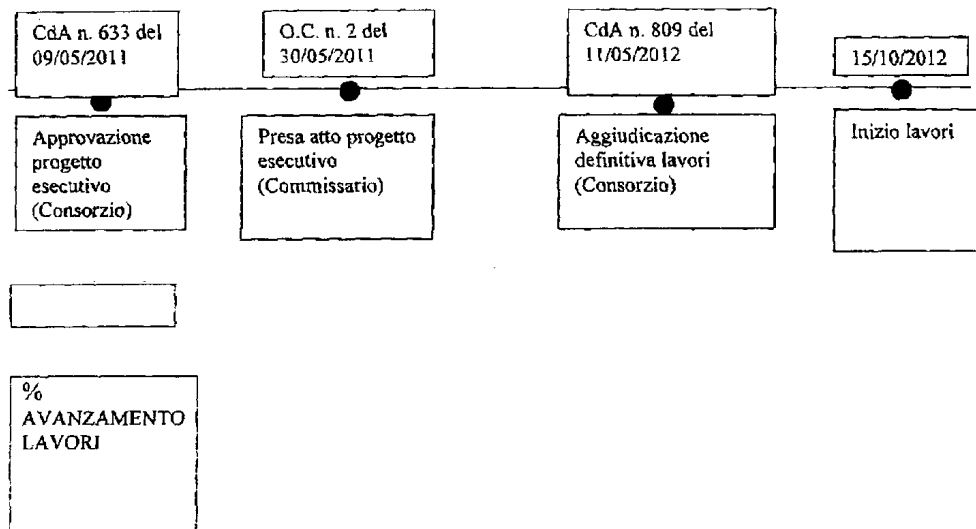 CdA n. 633 del
09/05/2011
O.C. n. 2 del
30/05/2011
CdA n. 809 del
11/05/2012
15/10/2012
Approvazione
progetto
esecutivo
(Consorzio)
Presa atto progetto
esecutivo
(Commissario)
Aggiudicazione
definitiva lavori
(Consorzio)
Inizio lavori
%
AVANZAMENTO
LAVORI